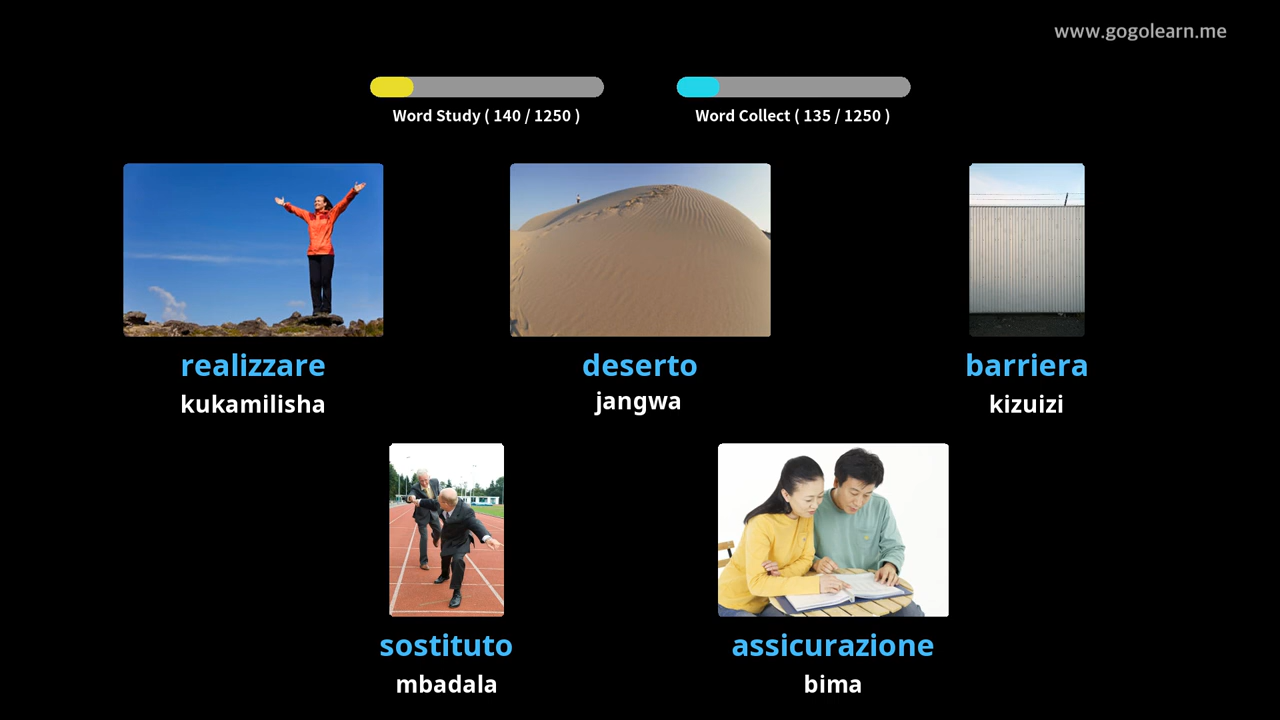 www.gogolearn.me
Word Study ( 140 / 1250 )
Word Collect ( 135 / 1250 )
realizzare
kukamilisha
deserto
jangwa
barriera
kizuizi
sostituto
mbadala
assicurazione
bima